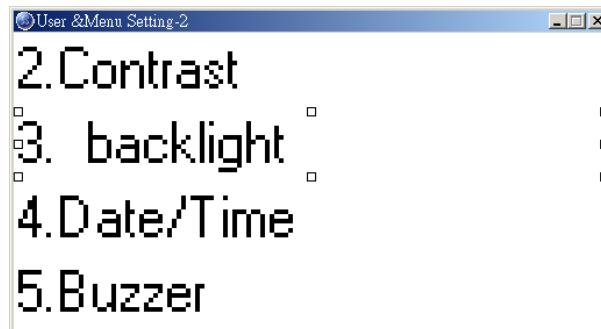 User &Menu Setting-2
2.Contrast
3. backlight
4.Date/Time
5.Buzzer